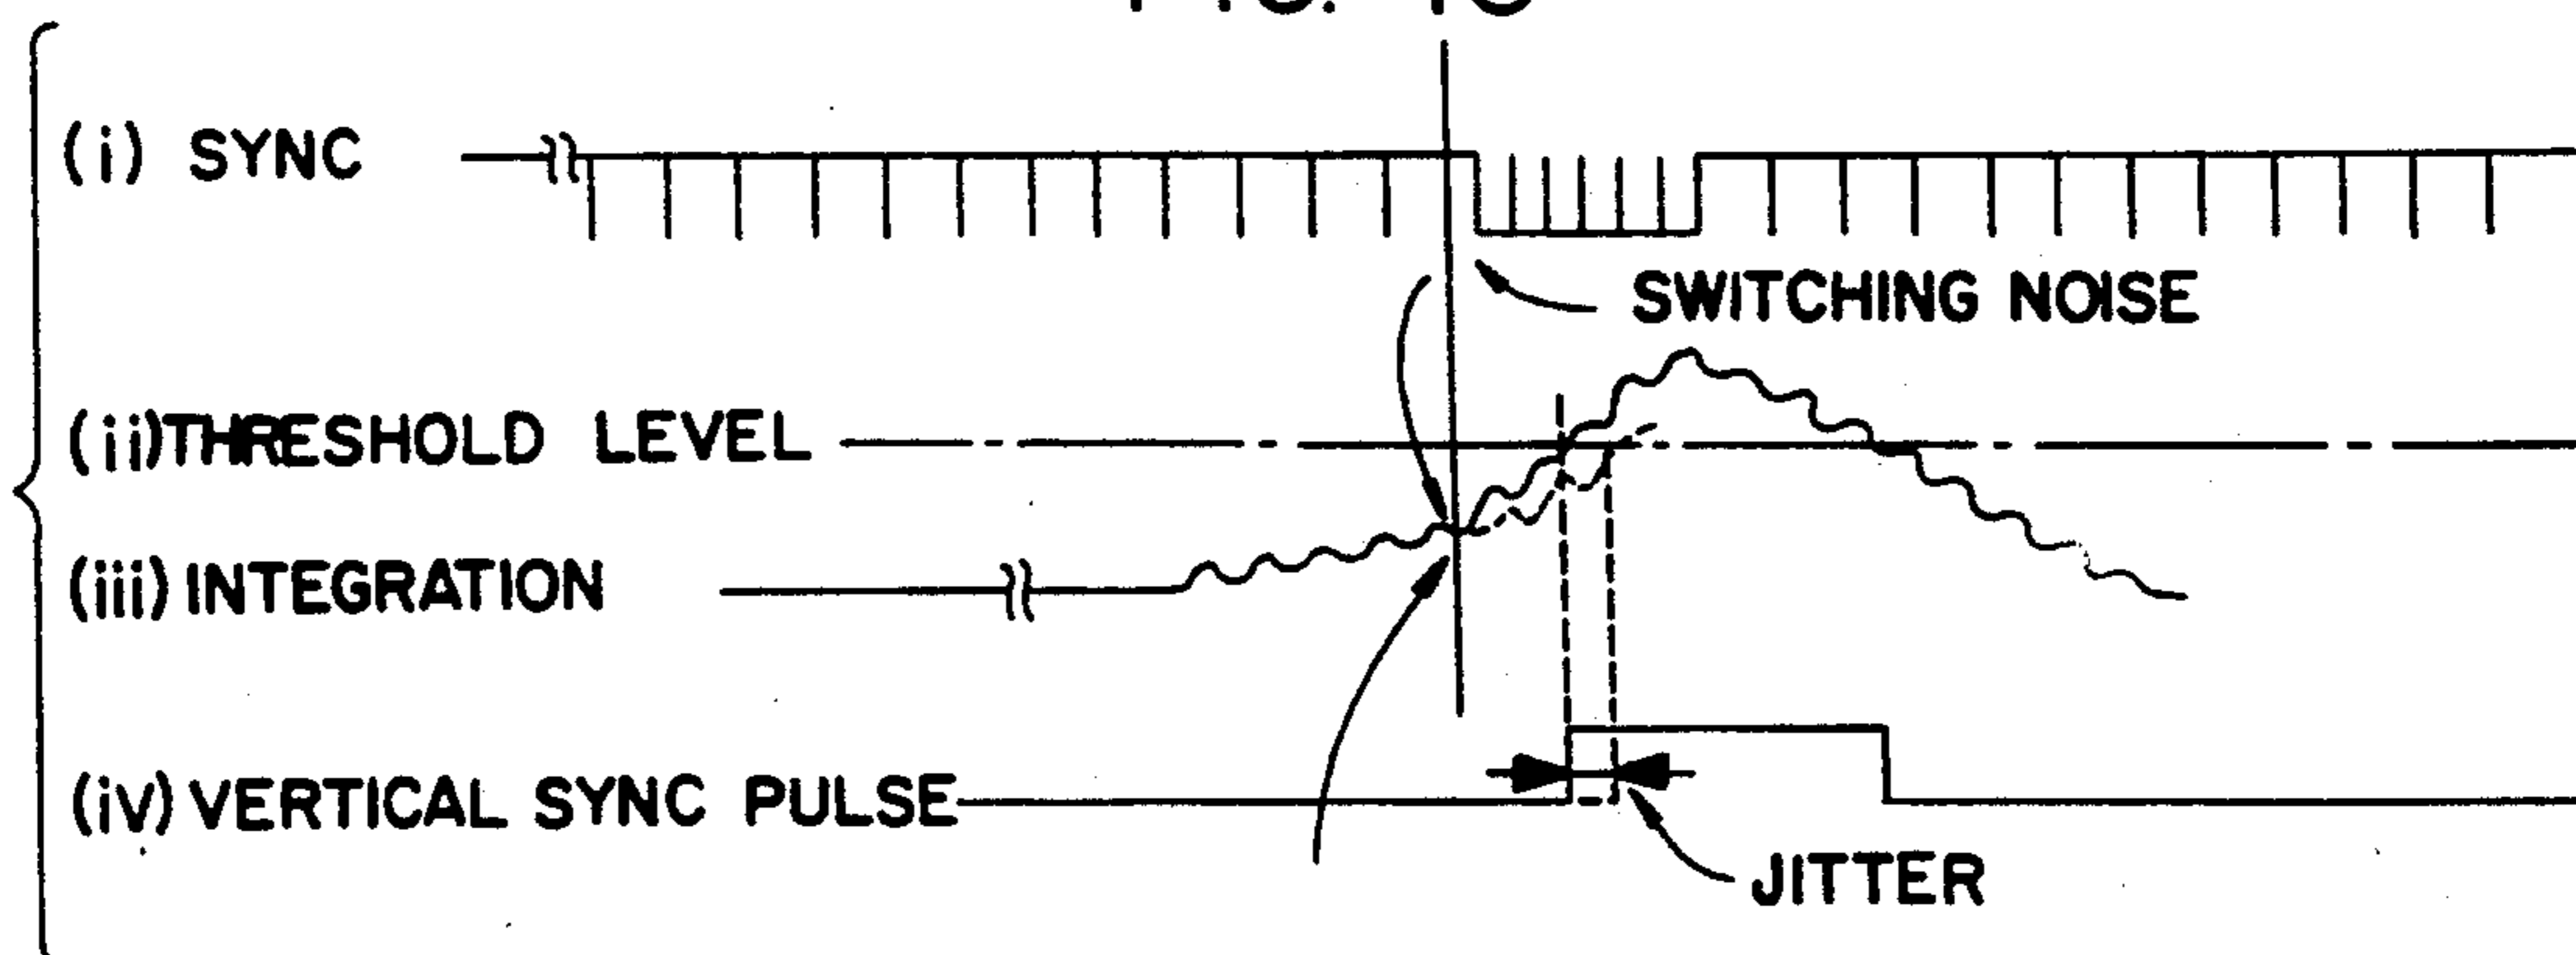 (i) SYNC
SWITCHING NOISE
(ii) THRESHOLD LEVEL
(iii) INTEGRATION
(iv) VERTICAL SYNC PULSE
JITTER